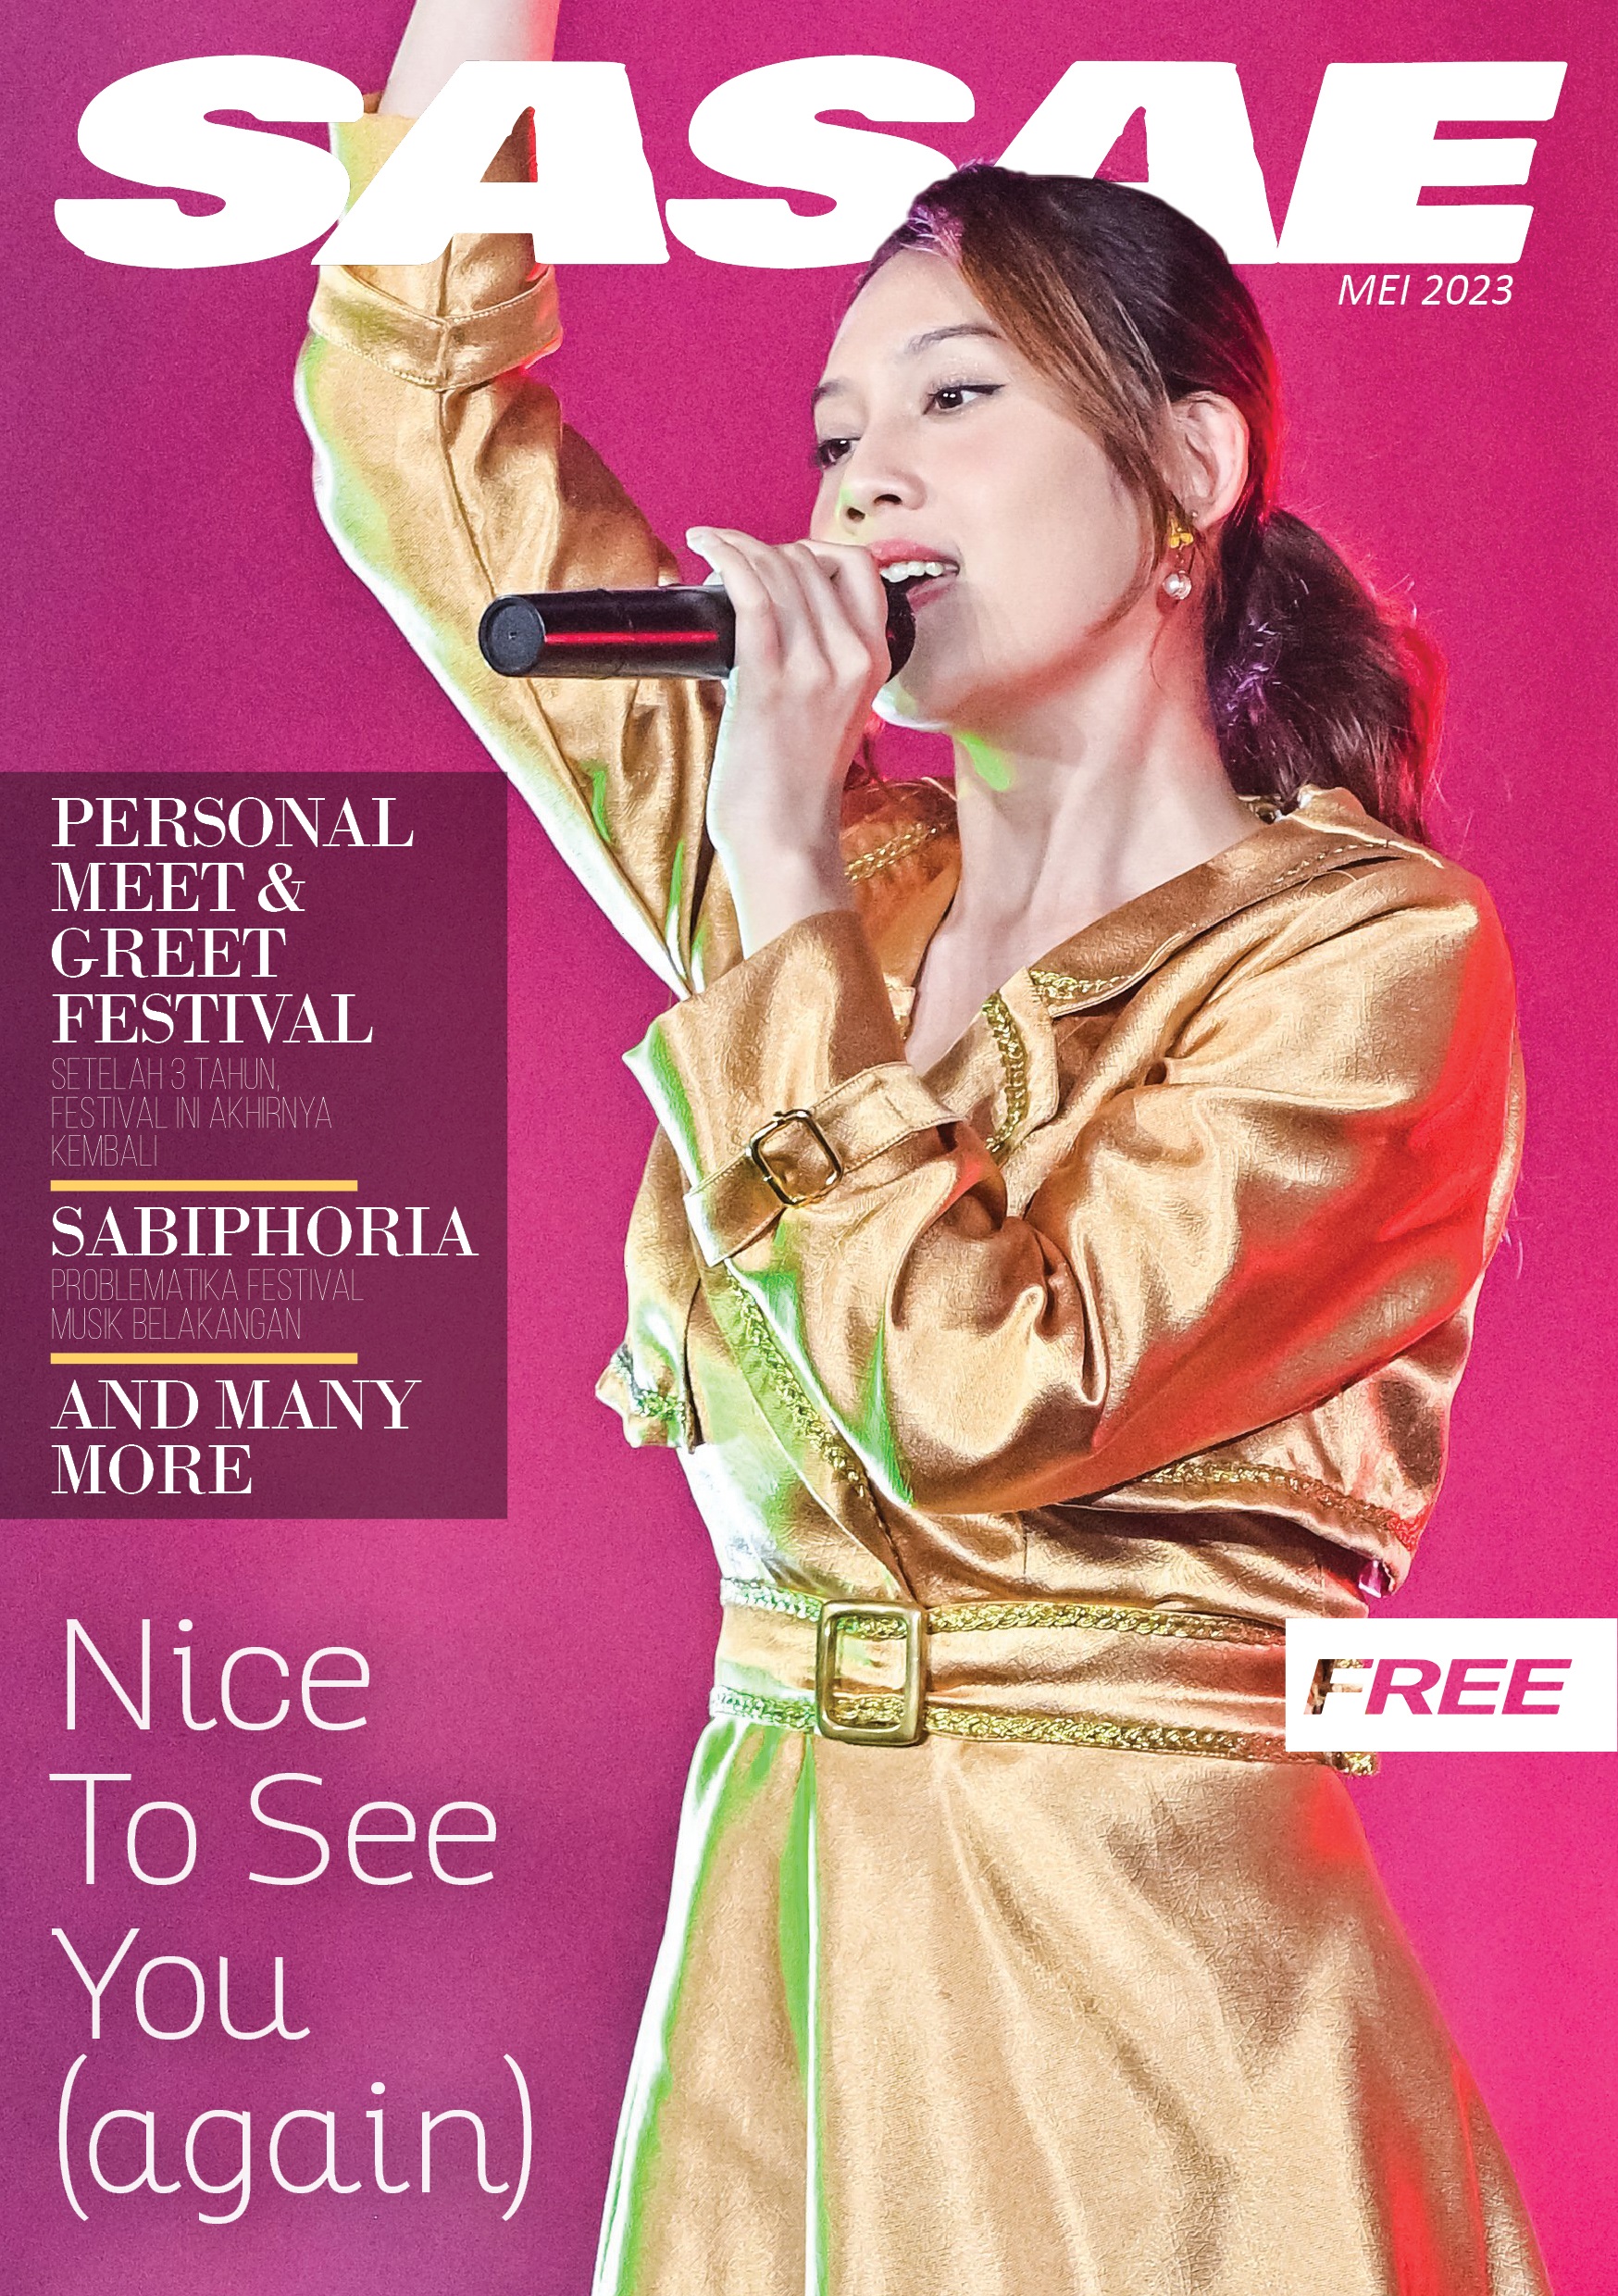 SASAE
MEI 2023
PERSONAL
MEET &
GREET
FESTIVAL
SETELAH 3 TAHUN,
FESTIVAL INI AKHIRNYA
KEMBALI
SABIPHORIA
PROBLEMATIKA FESTIVAL
MUSIK BELAKANGAN
AND MANY
MORE
FREE
Nice
To See
You
(again)